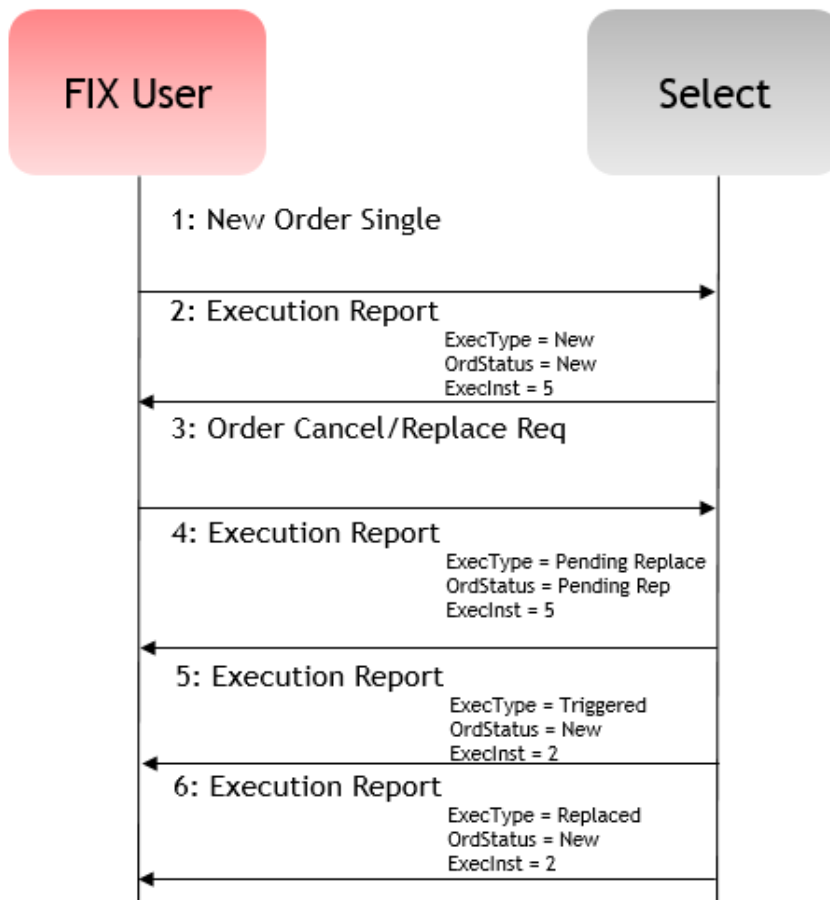 FIX User
Select
1: New Order Single
2: Execution Report
ExecType = New
OrdStatus = New
ExecInst = 5
3: Order Cancel/Replace Req
4: Execution Report
ExecType = Pending Replace
OrdStatus = Pending Rep
ExecInst = 5
5: Execution Report
ExecType = Triggered
OrdStatus = New
ExecInst = 2
6: Execution Report
ExecType = Replaced
OrdStatus = New
ExecInst = 2